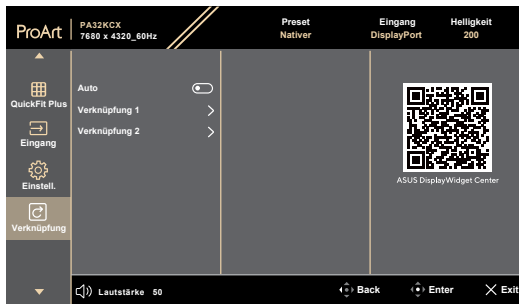 ProArt
PA32KCX
7680 x 4320_60Hz
Preset
Nativer
Eingang
DisplayPort
Helligkeit
200
QuickFit Plus
Eingang
Einstell.
Verknüpfung
Auto
Verknüpfung 1
Verknüpfung 2
ASUS DisplayWidget Center
Lautstärke 50
Back
Enter
Exit